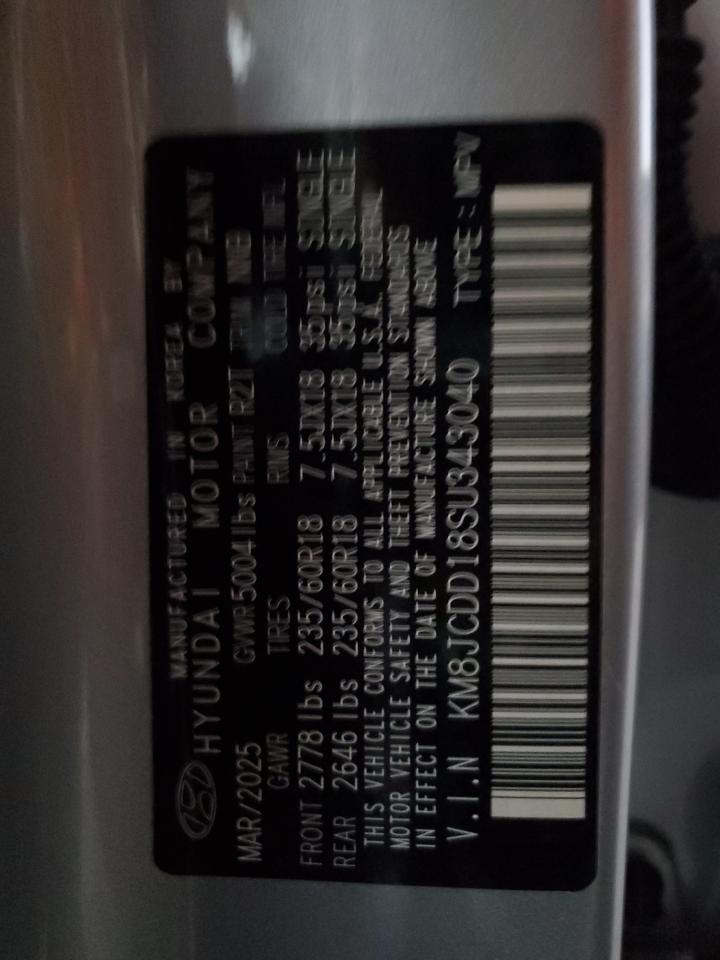 MANUFACTURED IN KOREA BY
HYUNDAI MOTOR COMPANY
MAR/2025 GVWR 5004 lbs PAINT R2T TRIM NNB
GAWR TIRES RIMS COLD TIRE INFL
FRONT 2778 lbs 235/60R18 7.5JX18 35psi SINGLE
REAR 2646 lbs 235/60R18 7.5JX18 35psi SINGLE
THIS VEHICLE CONFORMS TO ALL APPLICABLE U.S.A. FEDERAL
MOTOR VEHICLE SAFETY AND THEFT PREVENTION STANDARDS
IN EFFECT ON THE DATE OF MANUFACTURE SHOWN ABOVE
V.I.N KM8JCDD18SU343040 TYPE: MPV